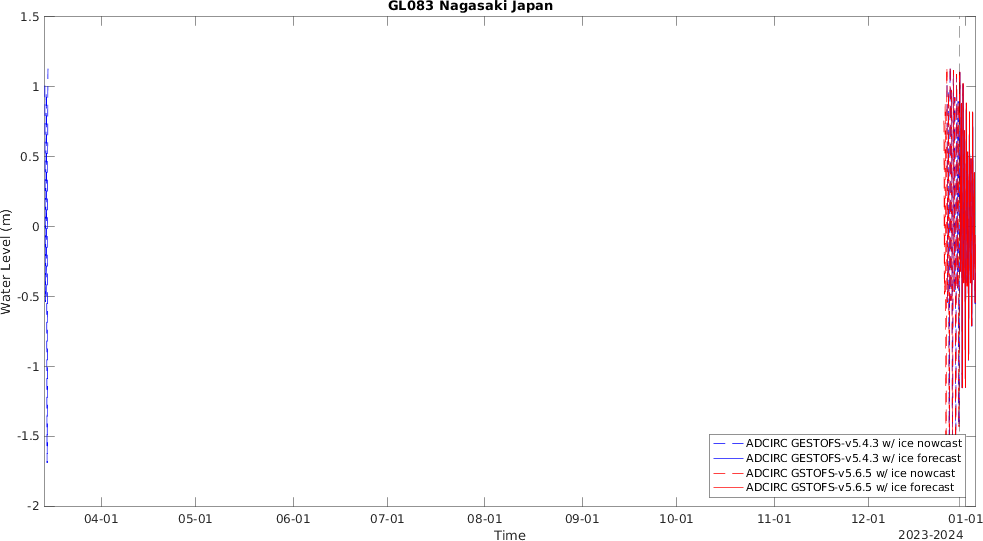 GL083 Nagasaki Japan
Water Level (m)
1.5
1
0.5
0
-0.5
-1
-1.5
-2
ADCIRC GESTOFS-v5.4.3 w/ ice nowcast
ADCIRC GESTOFS-v5.4.3 w/ ice forecast
ADCIRC GSTOFS-v5.6.5 w/ ice nowcast
ADCIRC GSTOFS-v5.6.5 w/ ice forecast
04-01 05-01 06-01 07-01 08-01 09-01 10-01 11-01 12-01 01-01
Time
2023-2024